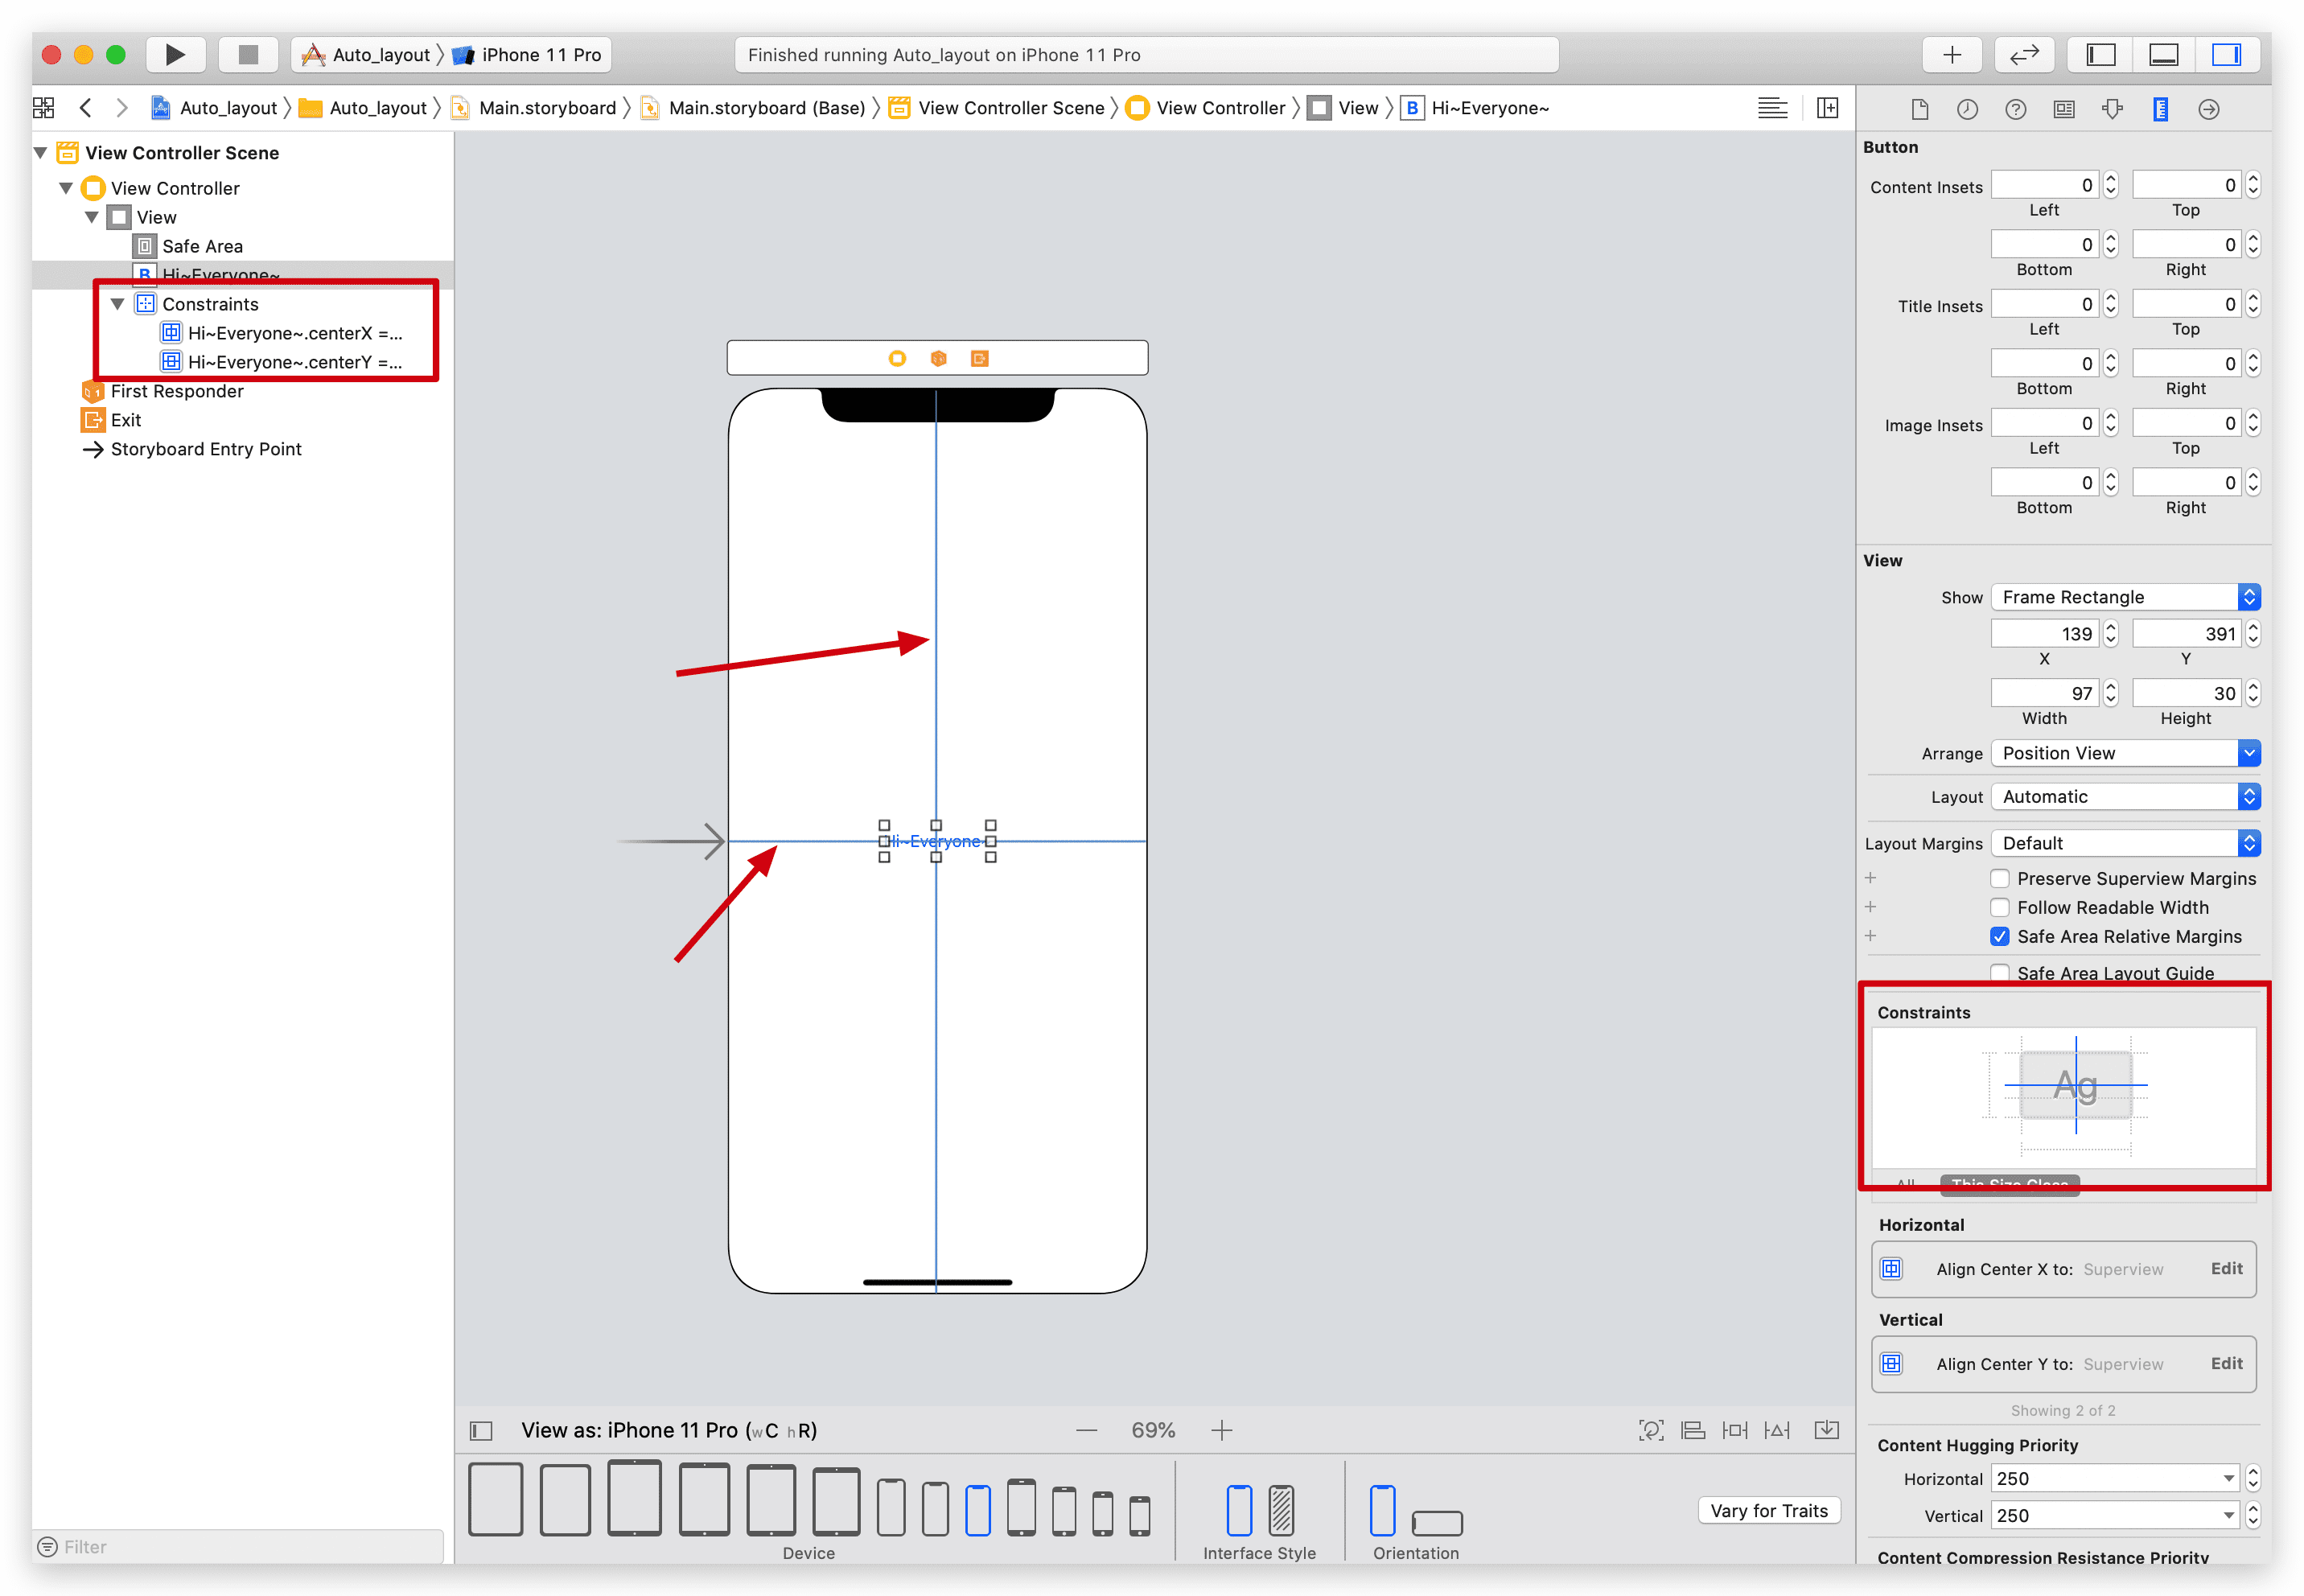 Auto_layout 〉 iPhone 11 Pro
Finished running Auto_layout on iPhone 11 Pro
Auto_layout 〉 Auto_layout 〉 Main.storyboard 〉 Main.storyboard (Base) 〉 View Controller Scene 〉 View Controller 〉 View 〉 B Hi~Everyone~
View Controller Scene
View Controller
View
Safe Area
B Hi~Everyone~
Constraints
Hi~Everyone~.centerX =...
Hi~Everyone~.centerY =...
First Responder
Exit
Storyboard Entry Point
Filter
Hi~Everyone~
View as: iPhone 11 Pro (wC hR)
69%
Device
Interface Style
Orientation
Vary for Traits
Button
Content Insets 0 0
Left Top
0 0
Bottom Right
Title Insets 0 0
Left Top
0 0
Bottom Right
Image Insets 0 0
Left Top
0 0
Bottom Right
View
Show Frame Rectangle
139 391
X Y
97 30
Width Height
Arrange Position View
Layout Automatic
Layout Margins Default
Preserve Superview Margins
Follow Readable Width
Safe Area Relative Margins
Safe Area Layout Guide
Constraints
Ag
All This Size Class
Horizontal
Align Center X to: Superview Edit
Vertical
Align Center Y to: Superview Edit
Showing 2 of 2
Content Hugging Priority
Horizontal 250
Vertical 250
Content Compression Resistance Priority